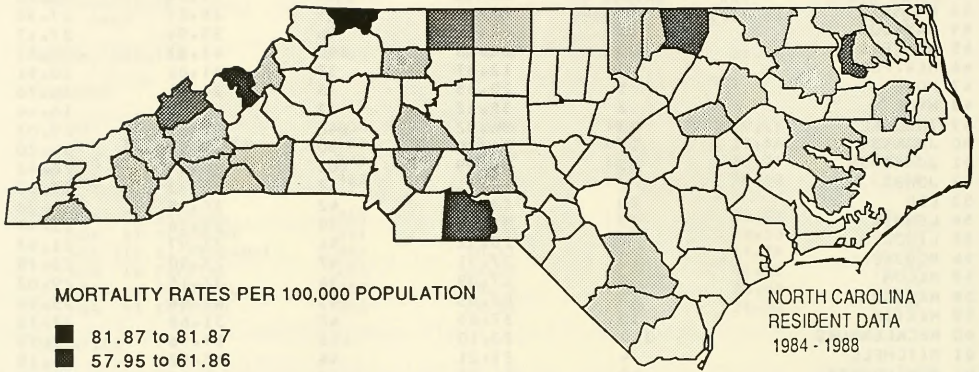 MORTALITY RATES PER 100,000 POPULATION
81.87 to 81.87
57.95 to 61.86
NORTH CAROLINA
RESIDENT DATA
1984 - 1988